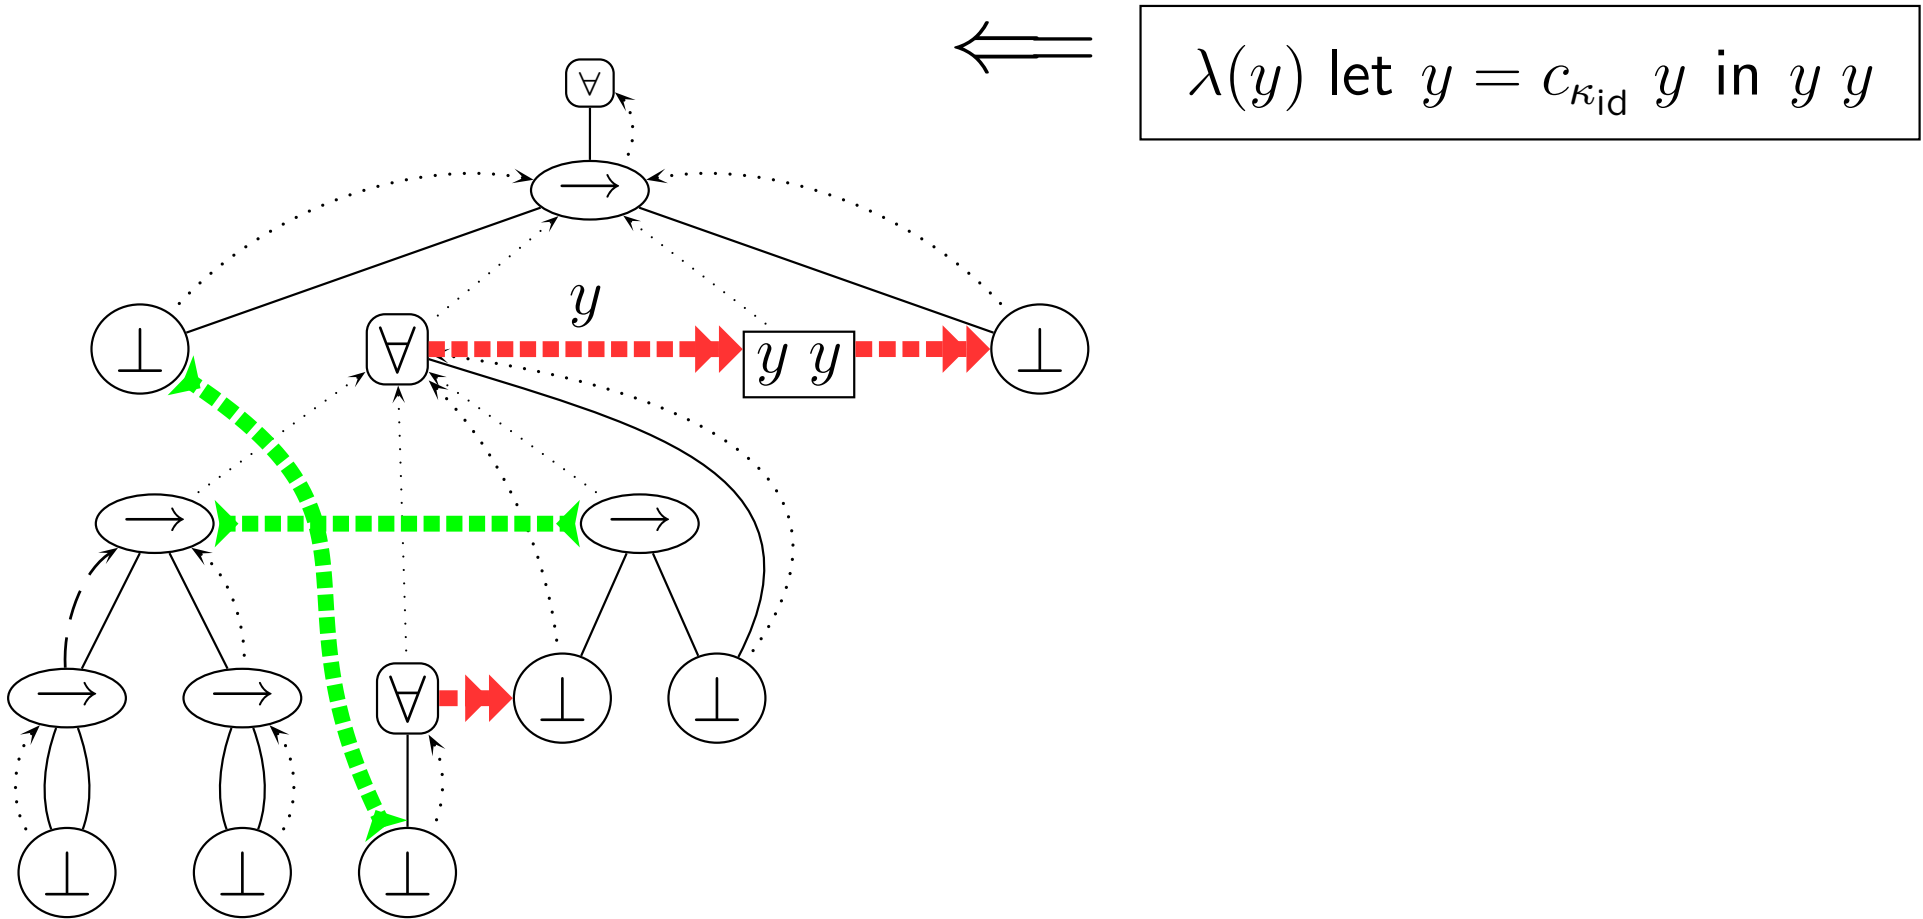 ⟸ λ(y) let y = c_{κ_id} y in y y
∀
→
y
⊥ ∀ y y ⊥
→ →
→ → ∀ ⊥ ⊥
⊥ ⊥ ⊥